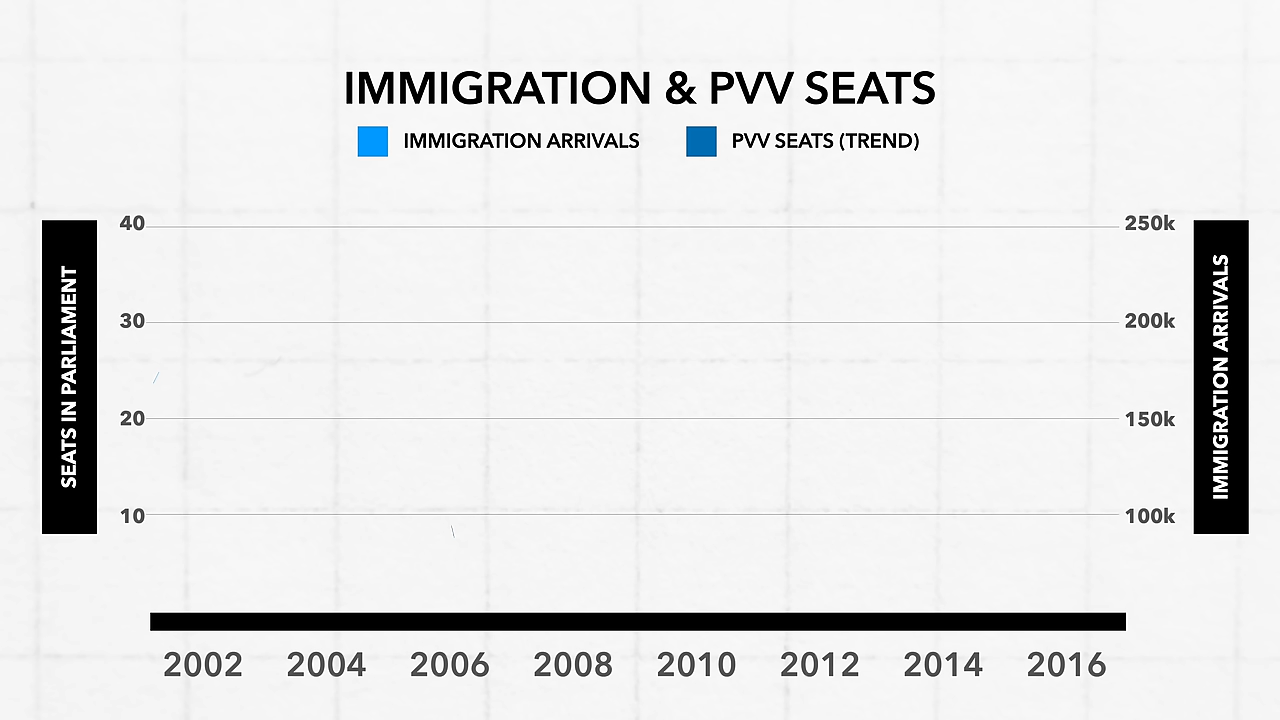 IMMIGRATION & PVV SEATS
IMMIGRATION ARRIVALS
PVV SEATS (TREND)
SEATS IN PARLIAMENT
40
30
20
10
250k
200k
150k
100k
IMMIGRATION ARRIVALS
2002 2004 2006 2008 2010 2012 2014 2016